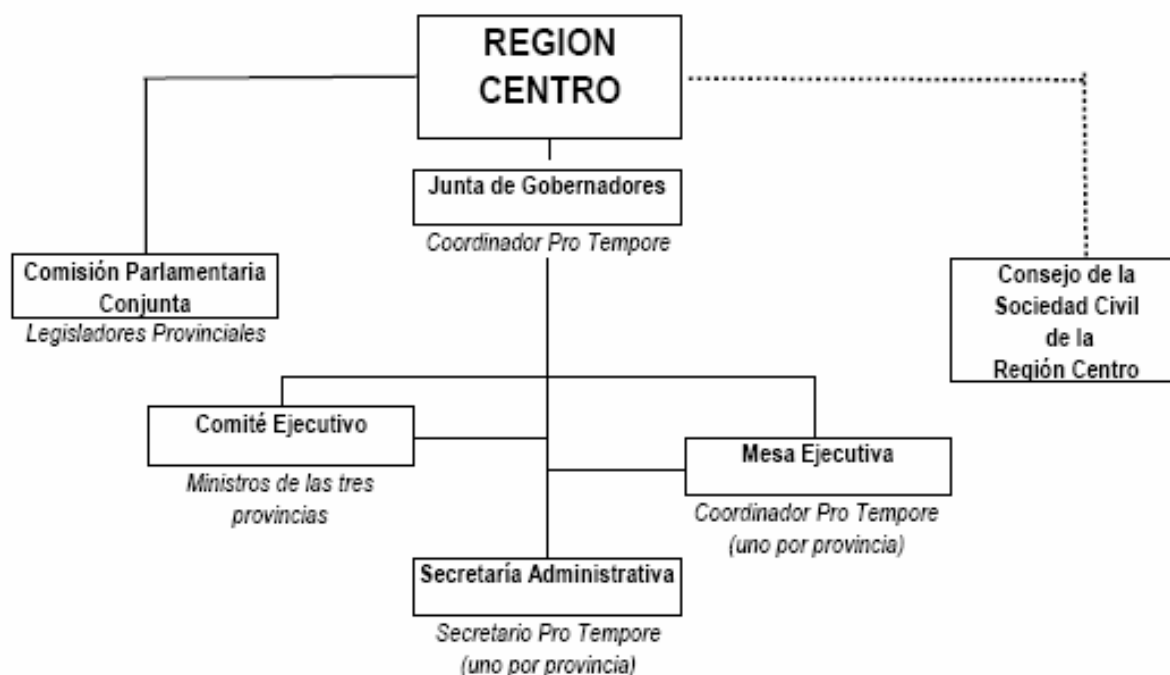 REGION
CENTRO
Junta de Gobernadores
Coordinador Pro Tempore
Comisión Parlamentaria
Conjunta
Legisladores Provinciales
Consejo de la
Sociedad Civil
de la
Región Centro
Comité Ejecutivo
Ministros de las tres
provincias
Mesa Ejecutiva
Coordinador Pro Tempore
(uno por provincia)
Secretaría Administrativa
Secretario Pro Tempore
(uno por provincia)